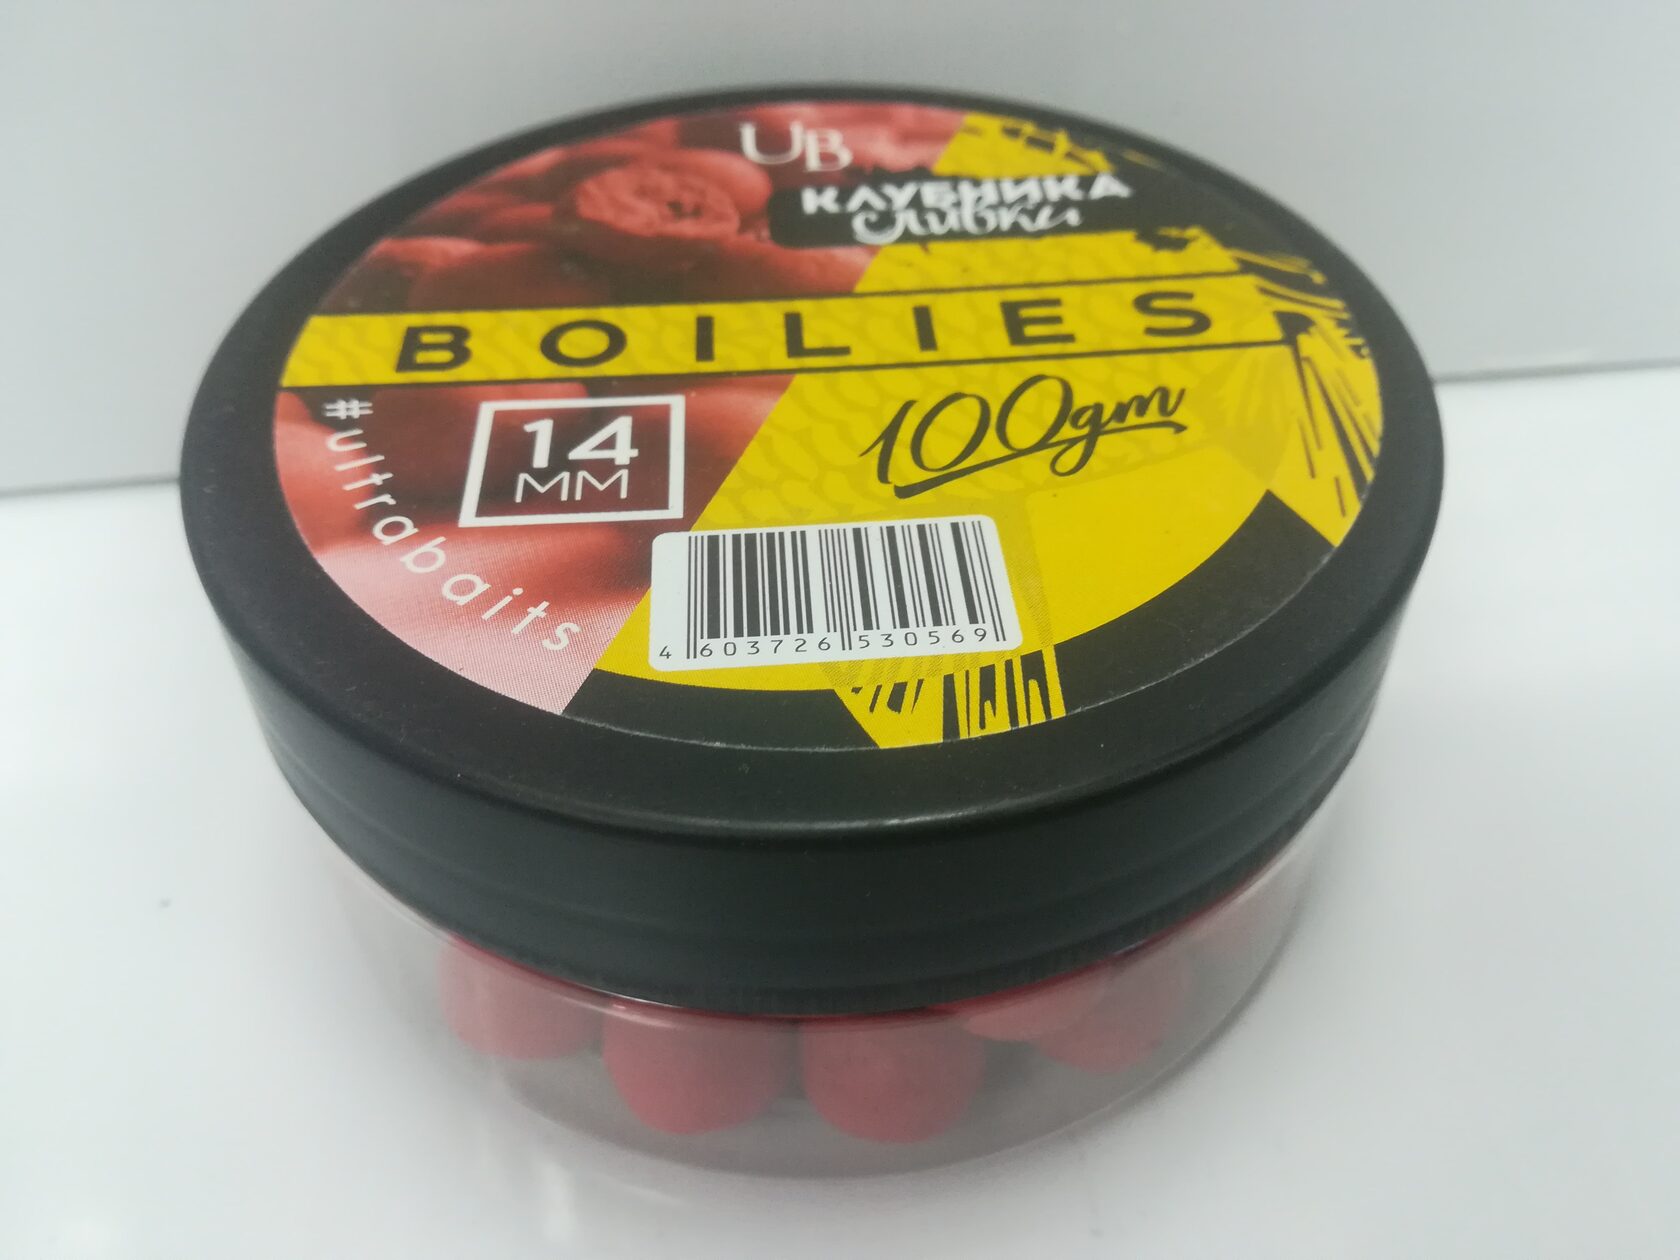 UB
КЛУБНИКА
Сливки
BOILIES
#ultrabaits
14
MM
100gm
4 603726 530569